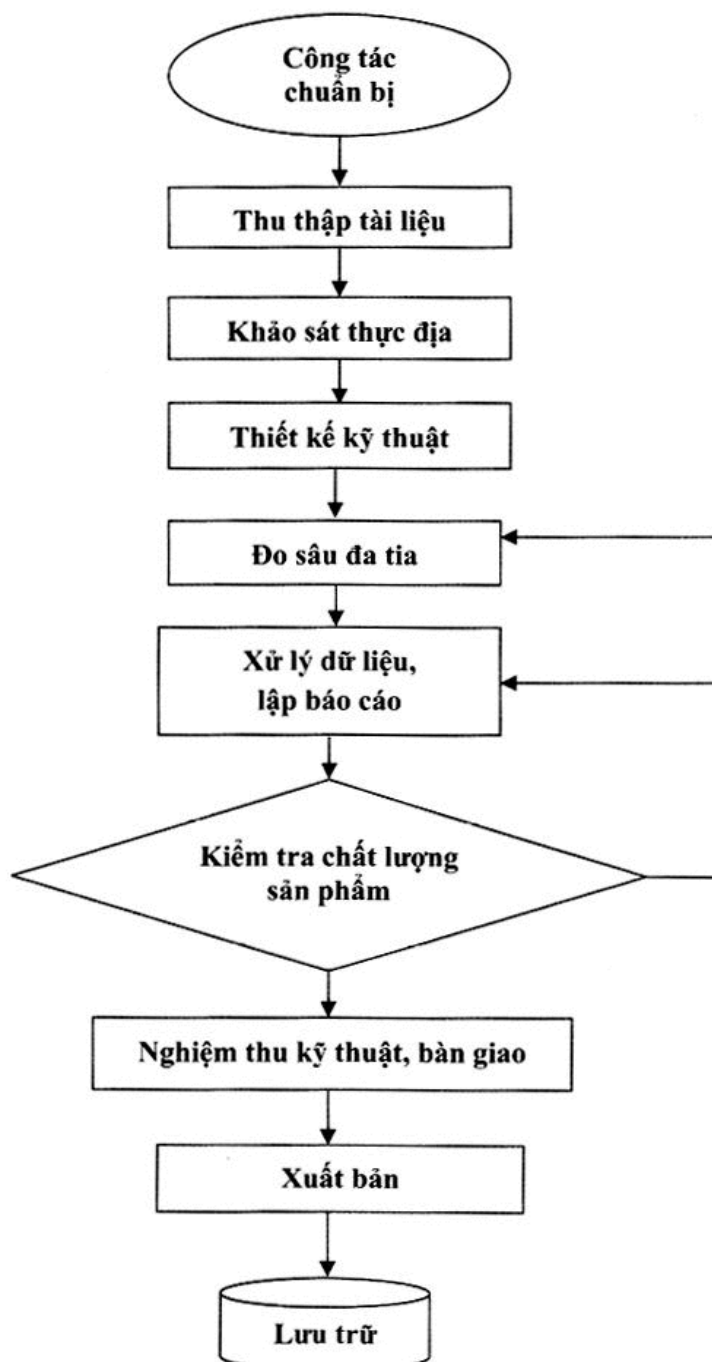 Công tác
chuẩn bị
Thu thập tài liệu
Khảo sát thực địa
Thiết kế kỹ thuật
Đo sâu đa tia
Xử lý dữ liệu,
lập báo cáo
Kiểm tra chất lượng
sản phẩm
Nghiệm thu kỹ thuật, bàn giao
Xuất bản
Lưu trữ